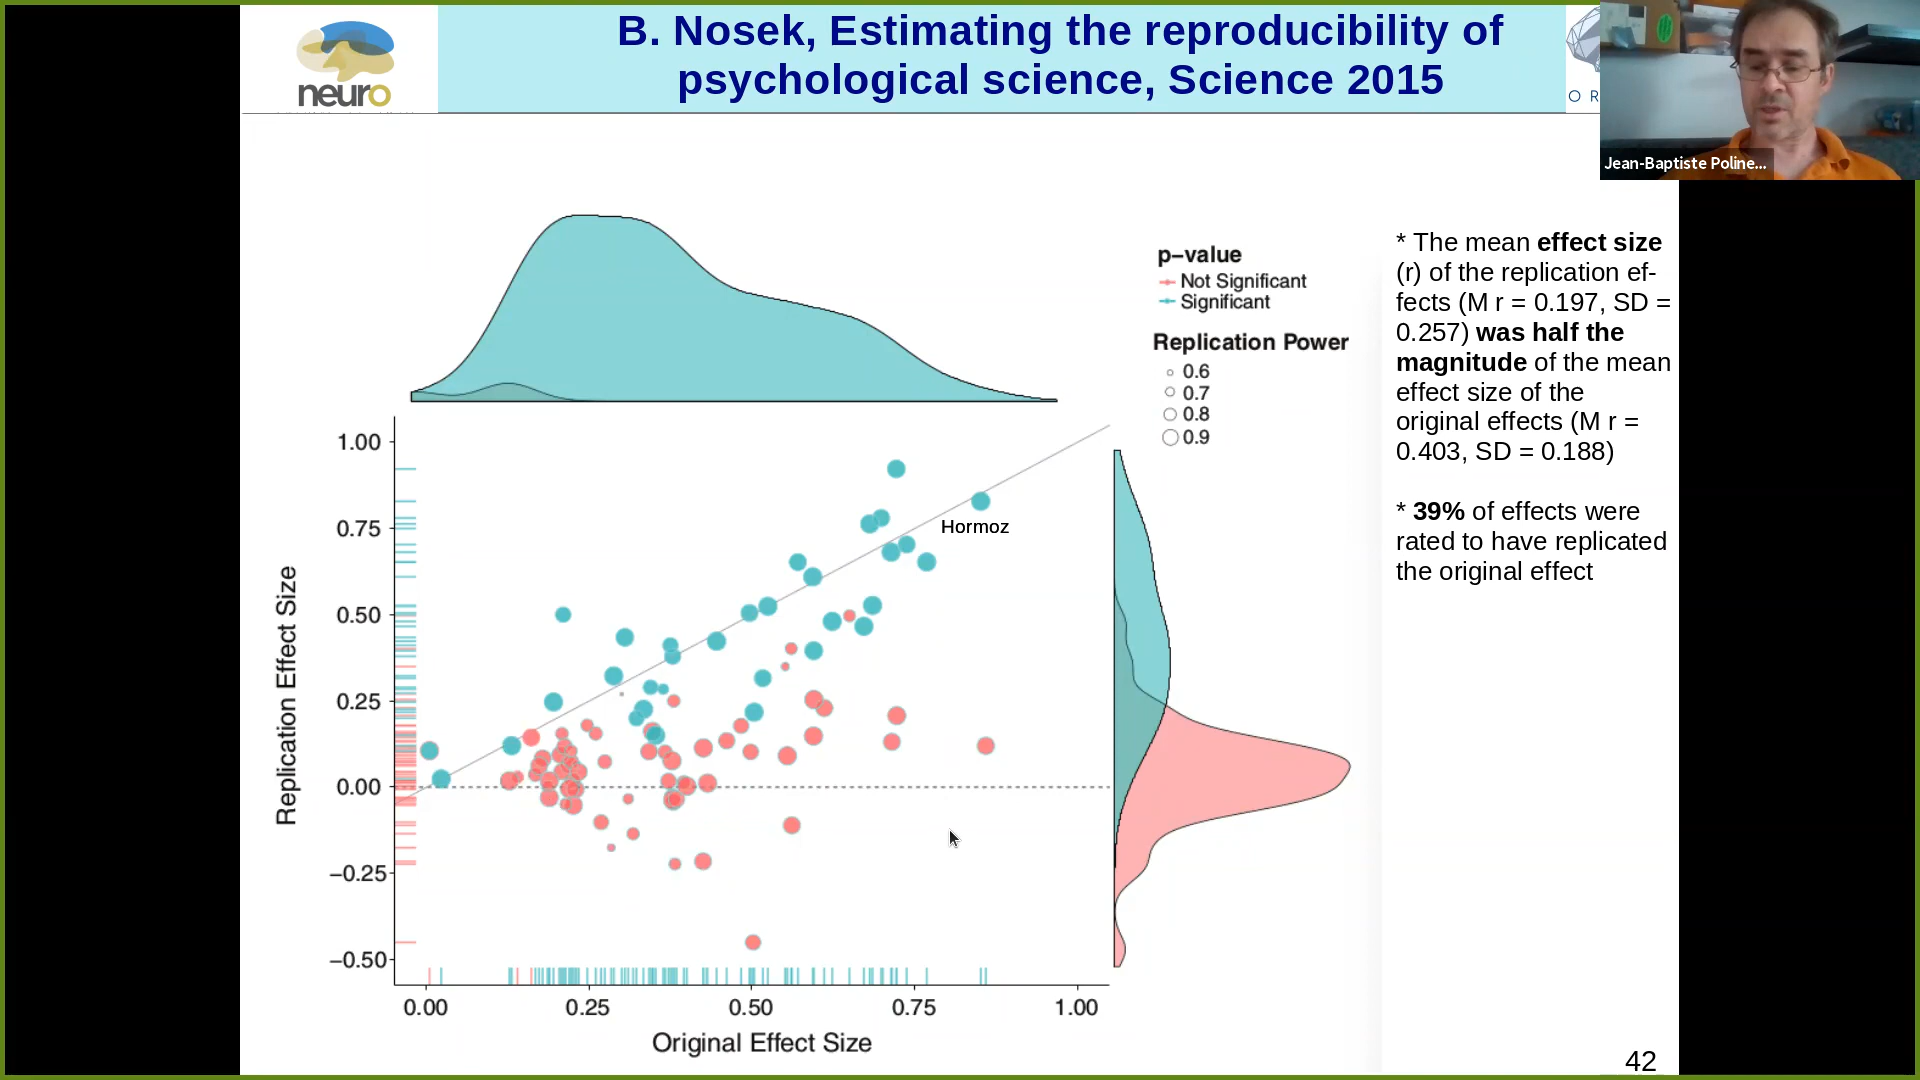 B. Nosek, Estimating the reproducibility of
psychological science, Science 2015
neuro
O R
Jean-Baptiste Poline...
p-value
Not Significant
Significant
Replication Power
0.6
0.7
0.8
0.9
* The mean effect size
(r) of the replication ef-
fects (M r = 0.197, SD =
0.257) was half the
magnitude of the mean
effect size of the
original effects (M r =
0.403, SD = 0.188)
* 39% of effects were
rated to have replicated
the original effect
Hormoz
Replication Effect Size
1.00
0.75
0.50
0.25
0.00
−0.25
−0.50
0.00
0.25
0.50
0.75
1.00
Original Effect Size
42